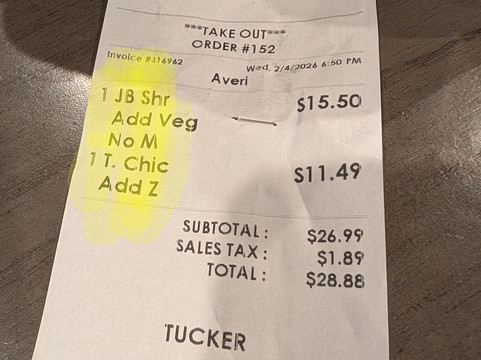 ***TAKE OUT***
ORDER #152
Invoice #616962 Wed, 2/4/2026 6:50 PM
Averi
1 JB Shr $15.50
Add Veg
No M
1 T. Chic $11.49
Add Z
SUBTOTAL: $26.99
SALES TAX: $1.89
TOTAL: $28.88
TUCKER